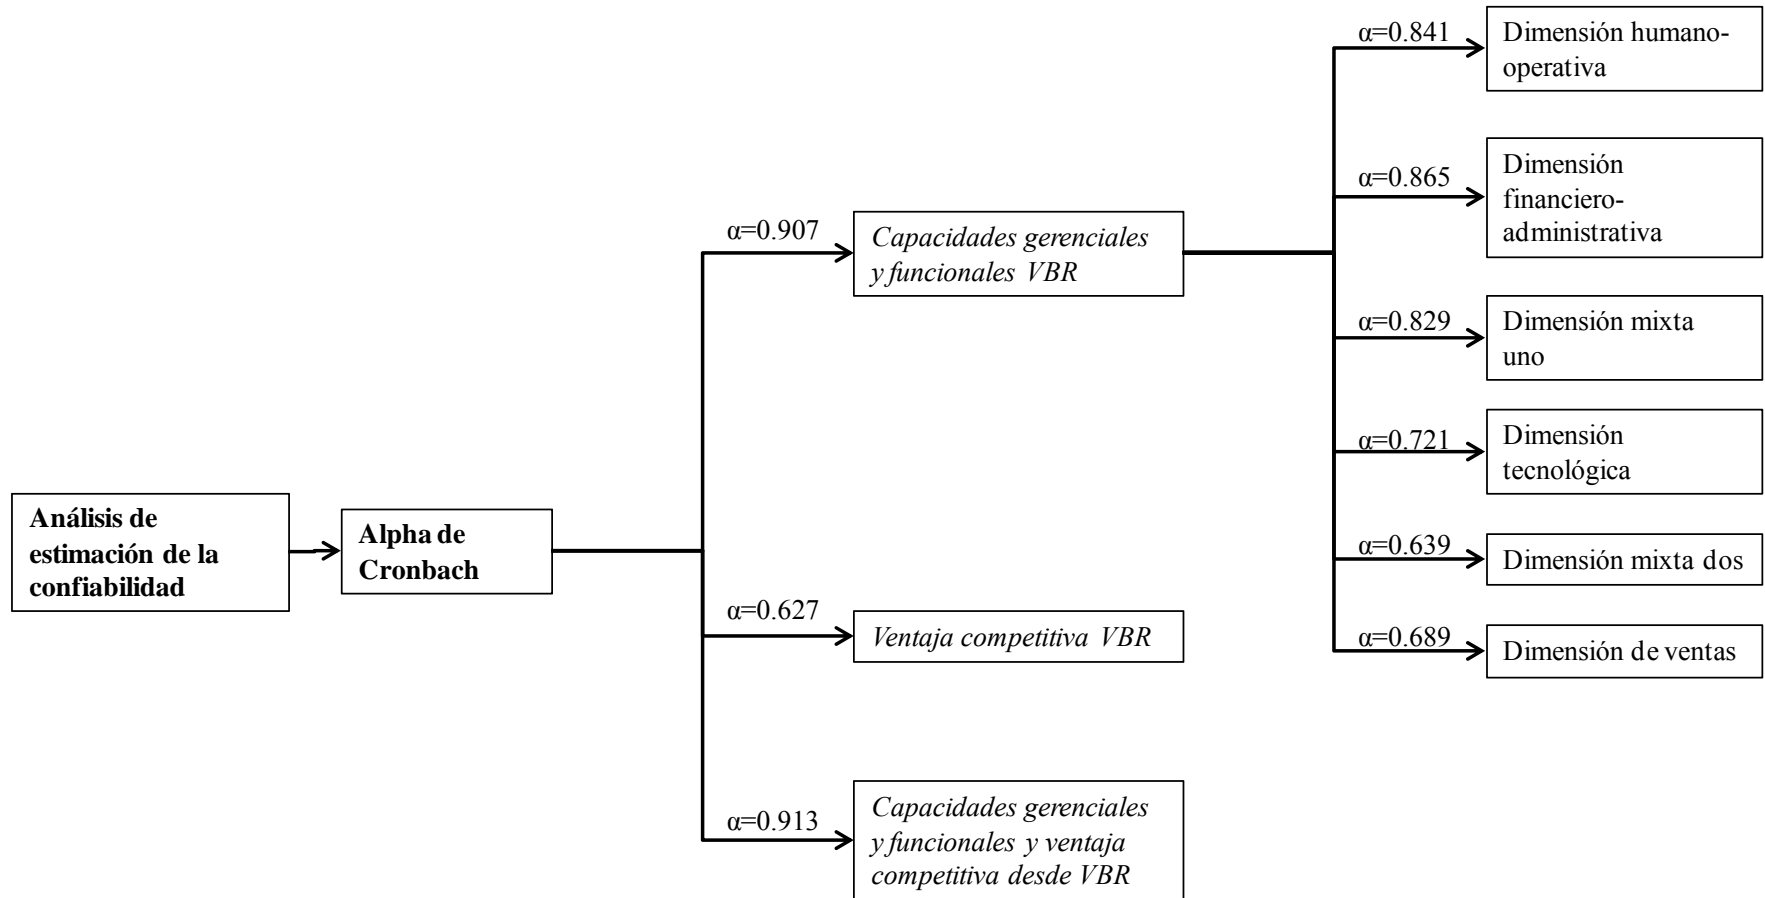 Análisis de
estimación de la
confiabilidad
Alpha de
Cronbach
α=0.907
Capacidades gerenciales
y funcionales VBR
α=0.627
Ventaja competitiva VBR
α=0.913
Capacidades gerenciales
y funcionales y ventaja
competitiva desde VBR
α=0.841
Dimensión humano-
operativa
α=0.865
Dimensión
financiero-
administrativa
α=0.829
Dimensión mixta
uno
α=0.721
Dimensión
tecnológica
α=0.639
Dimensión mixta dos
α=0.689
Dimensión de ventas